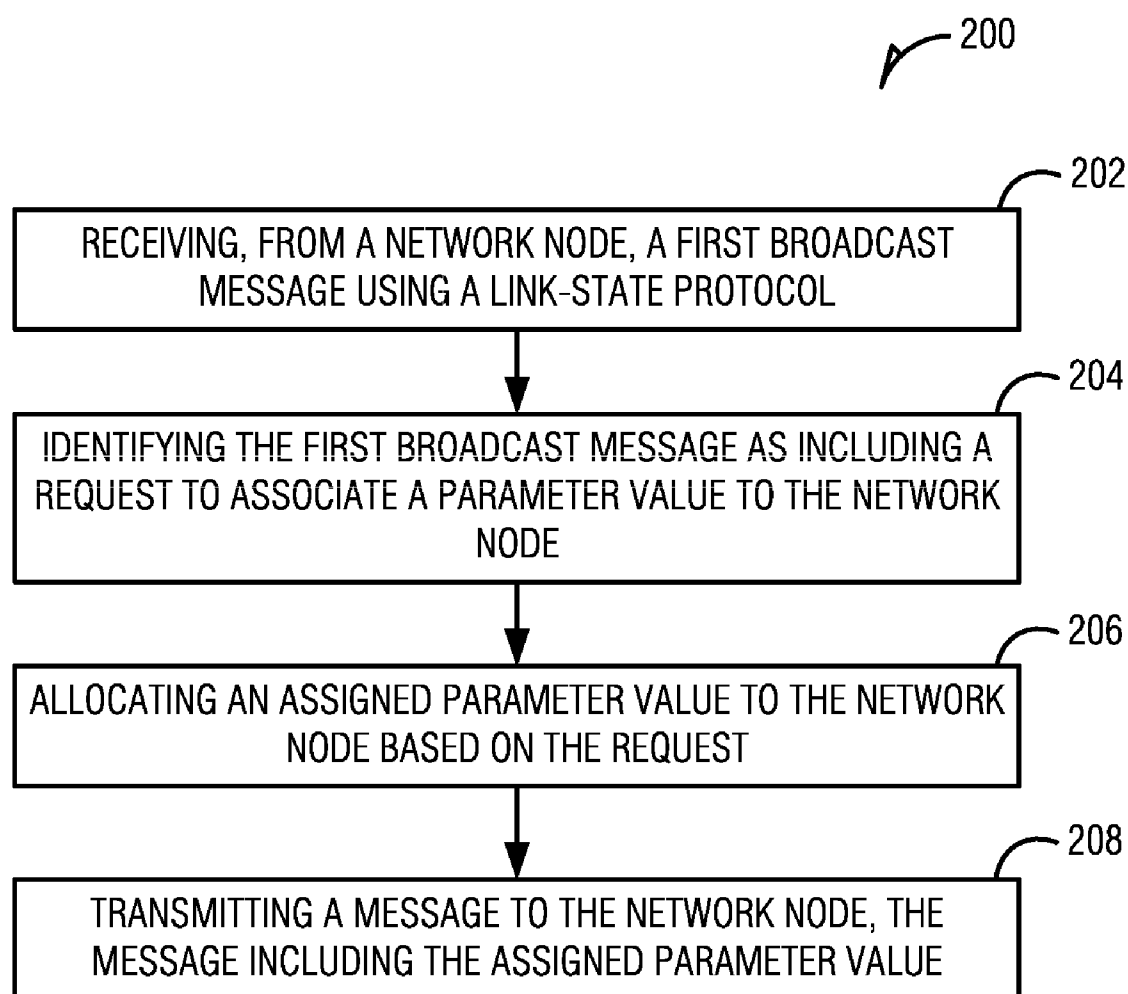 200
202
RECEIVING, FROM A NETWORK NODE, A FIRST BROADCAST
MESSAGE USING A LINK-STATE PROTOCOL
204
IDENTIFYING THE FIRST BROADCAST MESSAGE AS INCLUDING A
REQUEST TO ASSOCIATE A PARAMETER VALUE TO THE NETWORK
NODE
206
ALLOCATING AN ASSIGNED PARAMETER VALUE TO THE NETWORK
NODE BASED ON THE REQUEST
208
TRANSMITTING A MESSAGE TO THE NETWORK NODE, THE
MESSAGE INCLUDING THE ASSIGNED PARAMETER VALUE